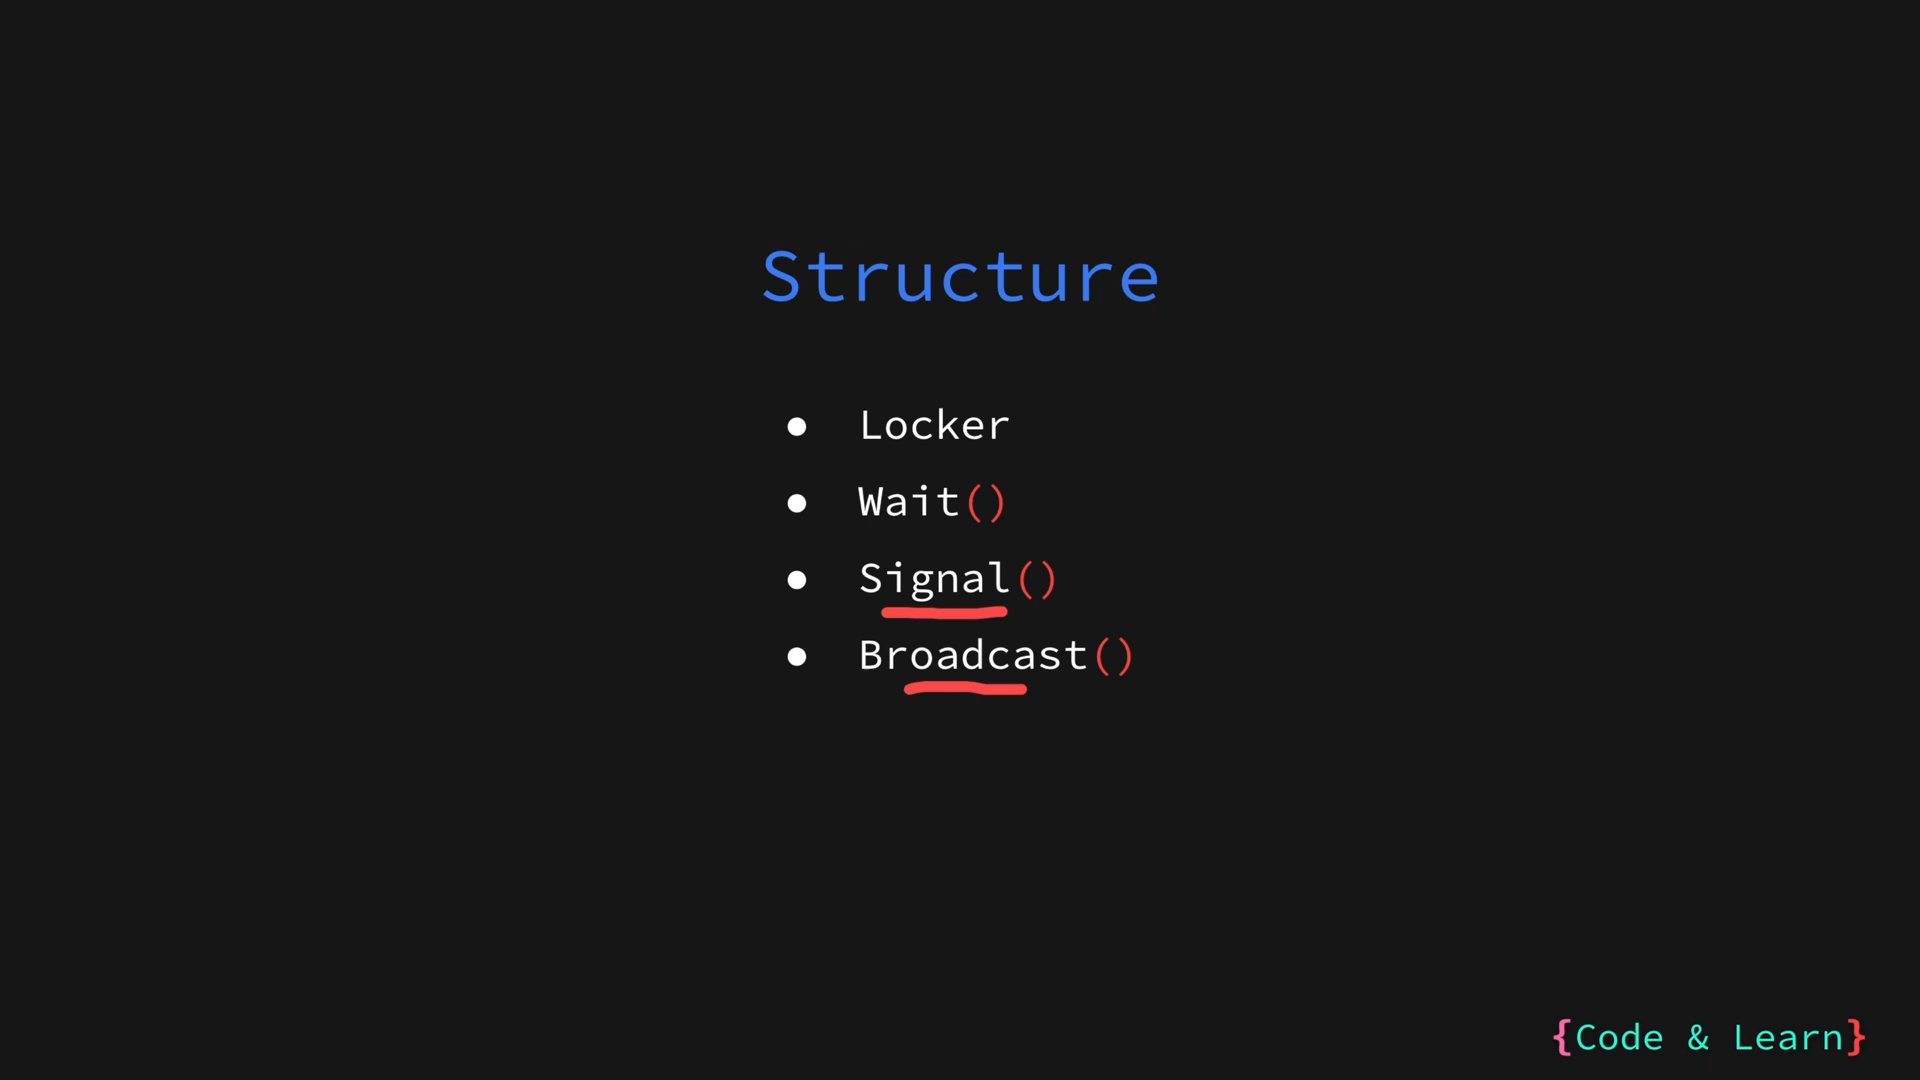 Structure
● Locker
● Wait()
● Signal()
● Broadcast()
{Code & Learn}